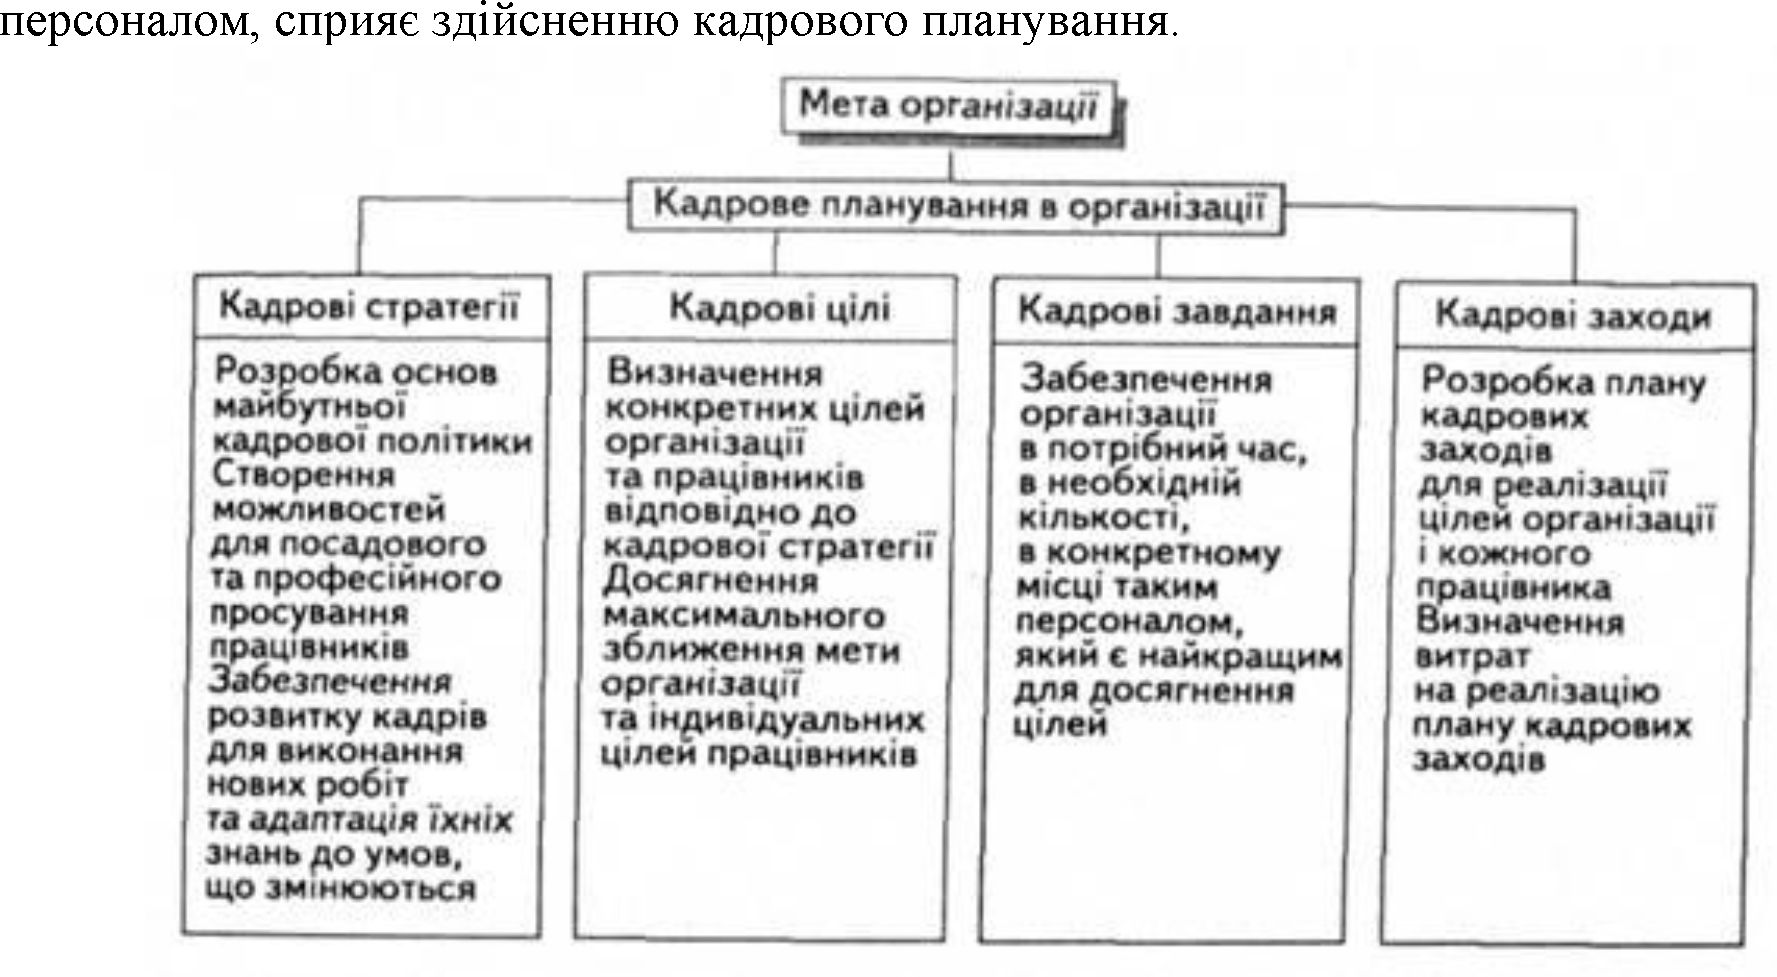 персоналом, сприяє здійсненню кадрового планування.
Мета організації
Кадрове планування в організації
Кадрові стратегії
Розробка основ
майбутньої
кадрової політики
Створення
можливостей
для посадового
та професійного
просування
працівників
Забезпечення
розвитку кадрів
для виконання
нових робіт
та адаптація їхніх
знань до умов,
що змінюються
Кадрові цілі
Визначення
конкретних цілей
організації
та працівників
відповідно до
кадрової стратегії
Досягнення
максимального
зближення мети
організації
та індивідуальних
цілей працівників
Кадрові завдання
Забезпечення
організації
в потрібний час,
в необхідній
кількості,
в конкретному
місці таким
персоналом,
який є найкращим
для досягнення
цілей
Кадрові заходи
Розробка плану
кадрових
заходів
для реалізації
цілей організації
і кожного
працівника
Визначення
витрат
на реалізацію
плану кадрових
заходів